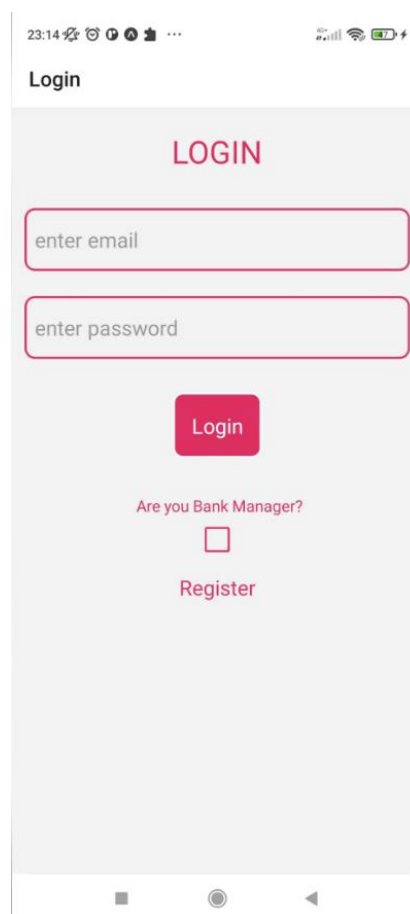 23:14
Login
LOGIN
enter email
enter password
Login
Are you Bank Manager?
Register